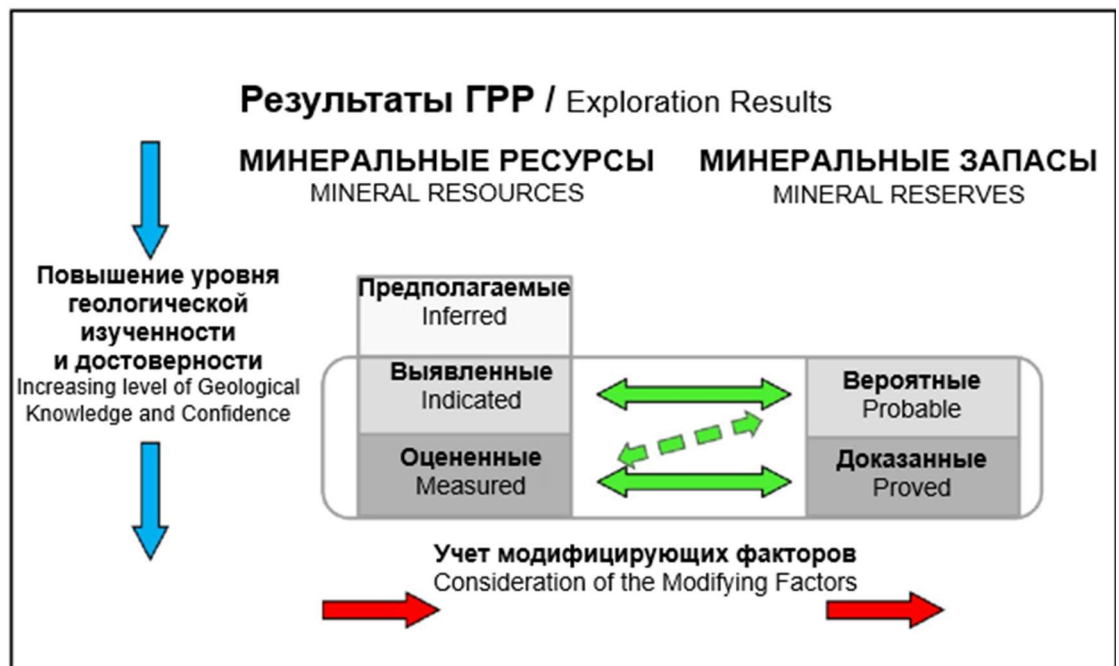 Результаты ГРР / Exploration Results
МИНЕРАЛЬНЫЕ РЕСУРСЫ
MINERAL RESOURCES
МИНЕРАЛЬНЫЕ ЗАПАСЫ
MINERAL RESERVES
Повышение уровня
геологической
изученности
и достоверности
Increasing level of Geological
Knowledge and Confidence
Предполагаемые
Inferred
Выявленные
Indicated
Оцененные
Measured
Вероятные
Probable
Доказанные
Proved
Учет модифицирующих факторов
Consideration of the Modifying Factors